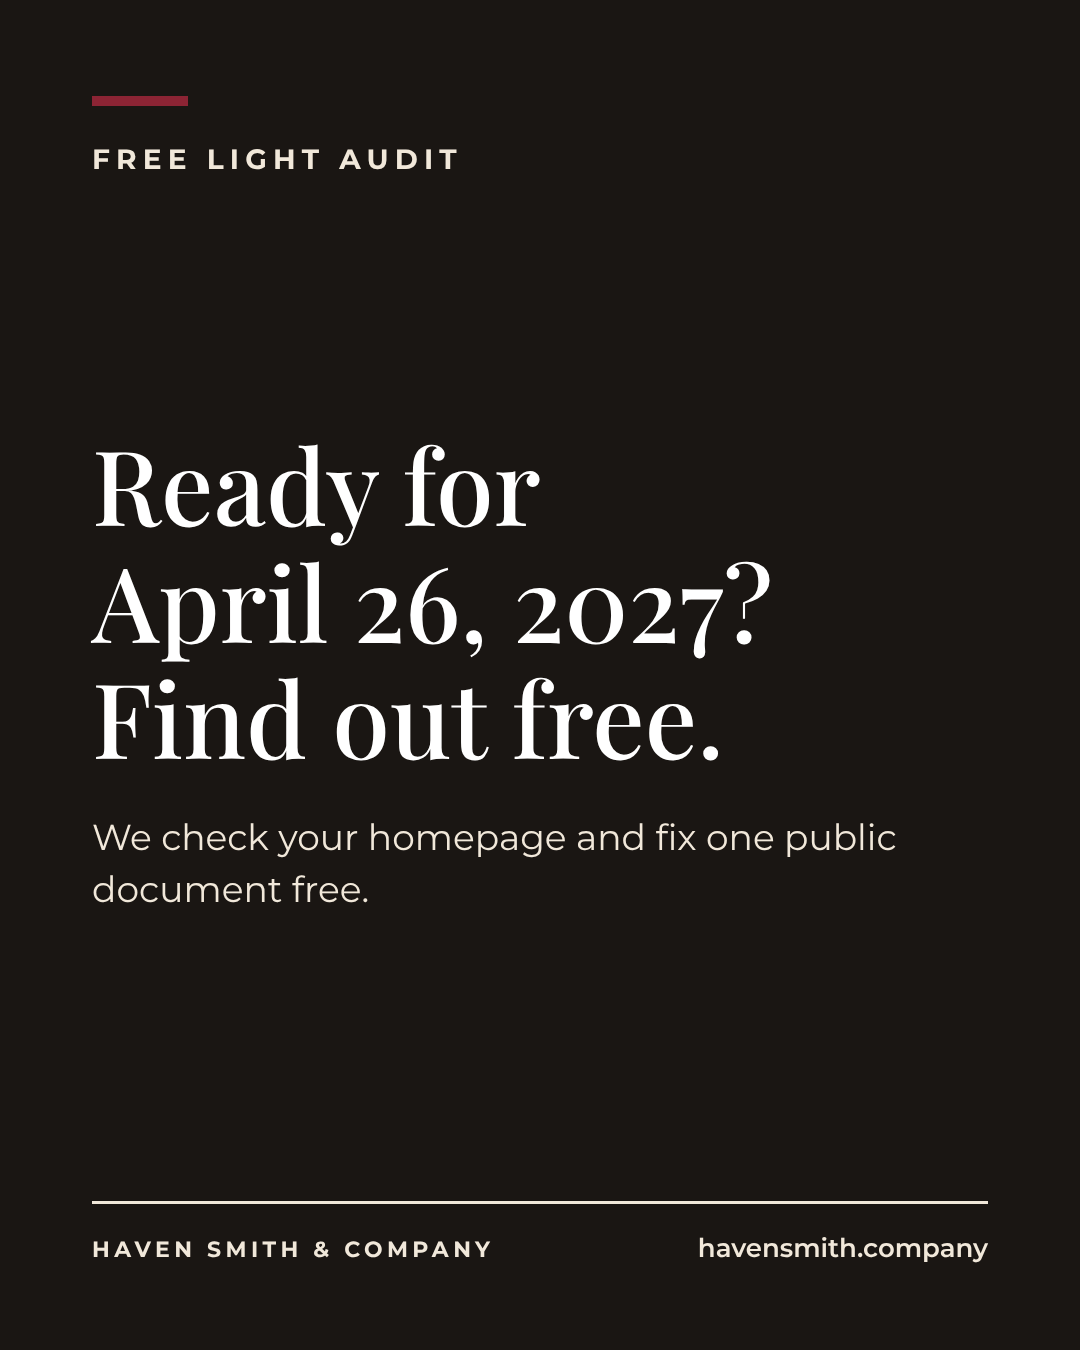 FREE LIGHT AUDIT
Ready for
April 26, 2027?
Find out free.
We check your homepage and fix one public
document free.
HAVEN SMITH & COMPANY
havensmith.company